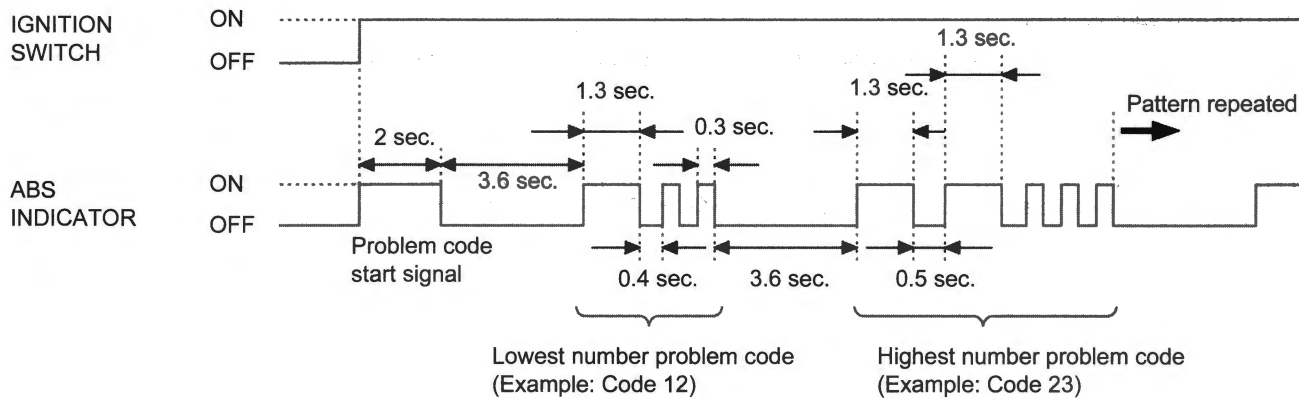 IGNITION
SWITCH
ON
OFF
1.3 sec.
1.3 sec.
1.3 sec.
0.3 sec.
Pattern repeated
2 sec.
3.6 sec.
ABS
INDICATOR
ON
OFF
Problem code
start signal
0.4 sec.
3.6 sec.
0.5 sec.
Lowest number problem code
(Example: Code 12)
Highest number problem code
(Example: Code 23)